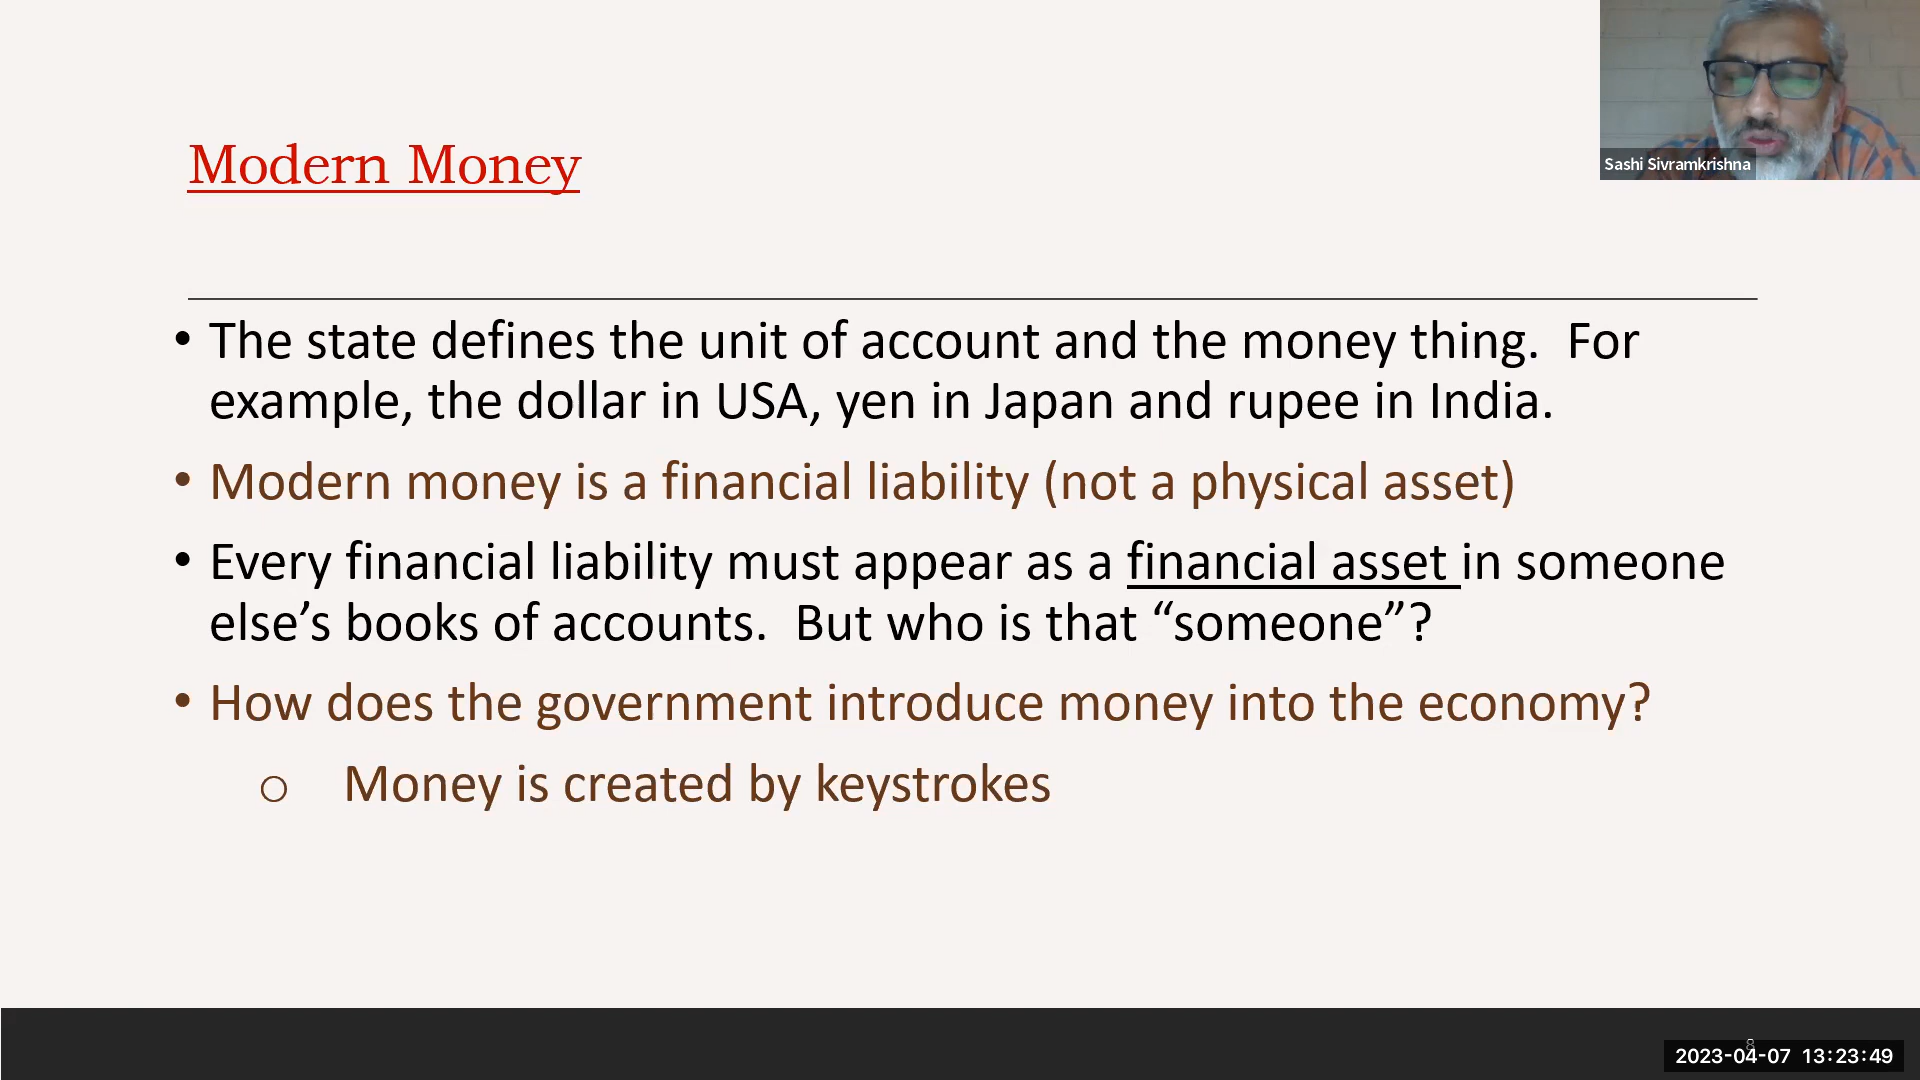 Sashi Sivramkrishna
Modern Money
• The state defines the unit of account and the money thing.  For
example, the dollar in USA, yen in Japan and rupee in India.
• Modern money is a financial liability (not a physical asset)
• Every financial liability must appear as a financial asset in someone
else’s books of accounts.  But who is that “someone”?
• How does the government introduce money into the economy?
o Money is created by keystrokes
8
2023-04-07 13:23:49